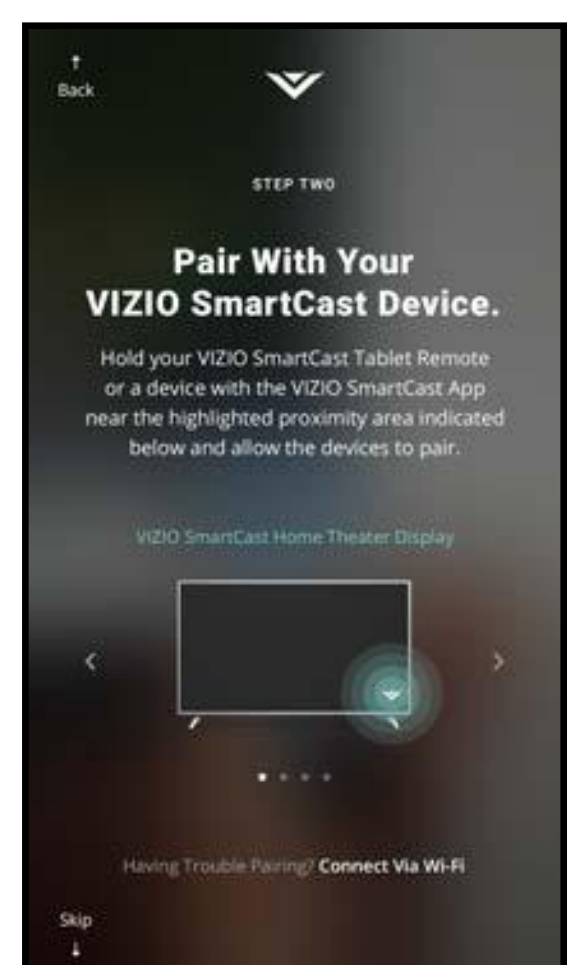 ↑
Back
STEP TWO
Pair With Your
VIZIO SmartCast Device.
Hold your VIZIO SmartCast Tablet Remote
or a device with the VIZIO SmartCast App
near the highlighted proximity area indicated
below and allow the devices to pair.
VIZIO SmartCast Home Theater Display
Having Trouble Pairing? Connect Via Wi-Fi
Skip
↓